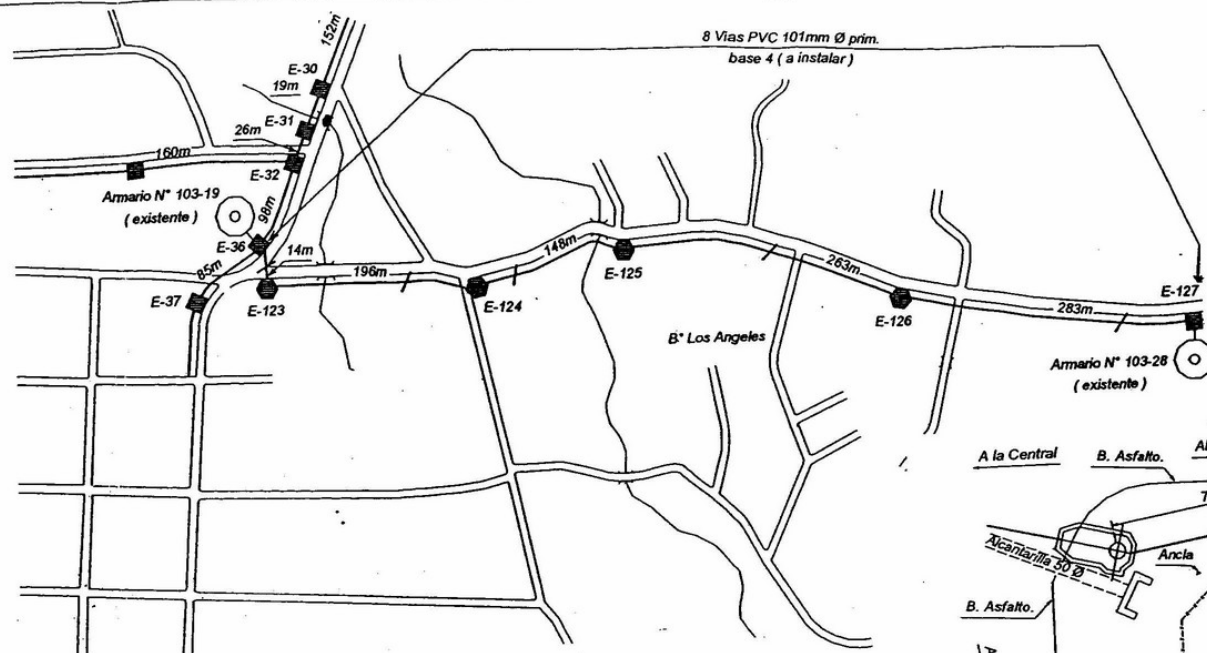 152m
8 Vias PVC 101mm Ø prim.
base 4 ( a instalar )
E-30
19m
E-31
26m
E-32
160m
Armario N° 103-19
( existente )
98m
E-36
14m
85m
E-37
E-123
196m
E-124
148m
E-125
263m
E-126
283m
E-127
B° Los Angeles
Armario N° 103-28
( existente )
A la Central
B. Asfalto.
Alcantarilla 50 Ø
Ancla
B. Asfalto.